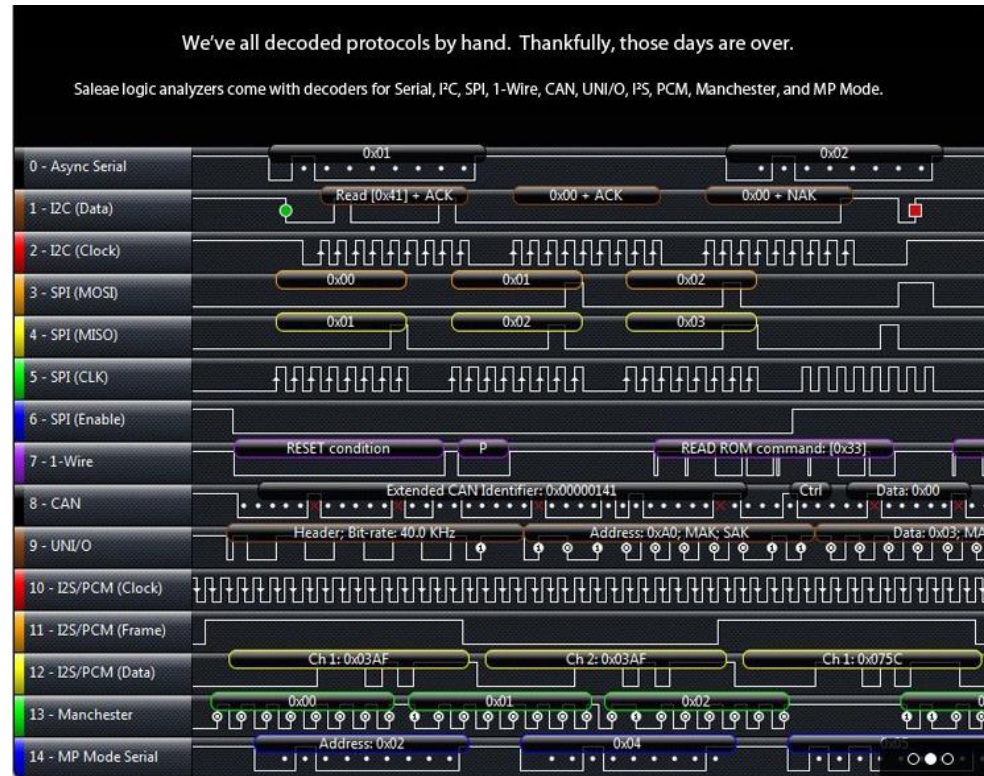 We've all decoded protocols by hand. Thankfully, those days are over.
Saleae logic analyzers come with decoders for Serial, I²C, SPI, 1-Wire, CAN, UNI/O, I²S, PCM, Manchester, and MP Mode.
0 - Async Serial 0x01 0x02
1 - I2C (Data) Read [0x41] + ACK 0x00 + ACK 0x00 + NAK
2 - I2C (Clock)
3 - SPI (MOSI) 0x00 0x01 0x02
4 - SPI (MISO) 0x01 0x02 0x03
5 - SPI (CLK)
6 - SPI (Enable)
7 - 1-Wire RESET condition P READ ROM command: [0x33]
8 - CAN Extended CAN Identifier: 0x00000141 Ctrl Data: 0x00
9 - UNI/O Header; Bit-rate: 40.0 KHz Address: 0xA0; MAK; SAK Data: 0x03; MA
10 - I2S/PCM (Clock)
11 - I2S/PCM (Frame)
12 - I2S/PCM (Data) Ch 1: 0x03AF Ch 2: 0x03AF Ch 1: 0x075C
13 - Manchester 0x00 0x01 0x02
14 - MP Mode Serial Address: 0x02 0x04